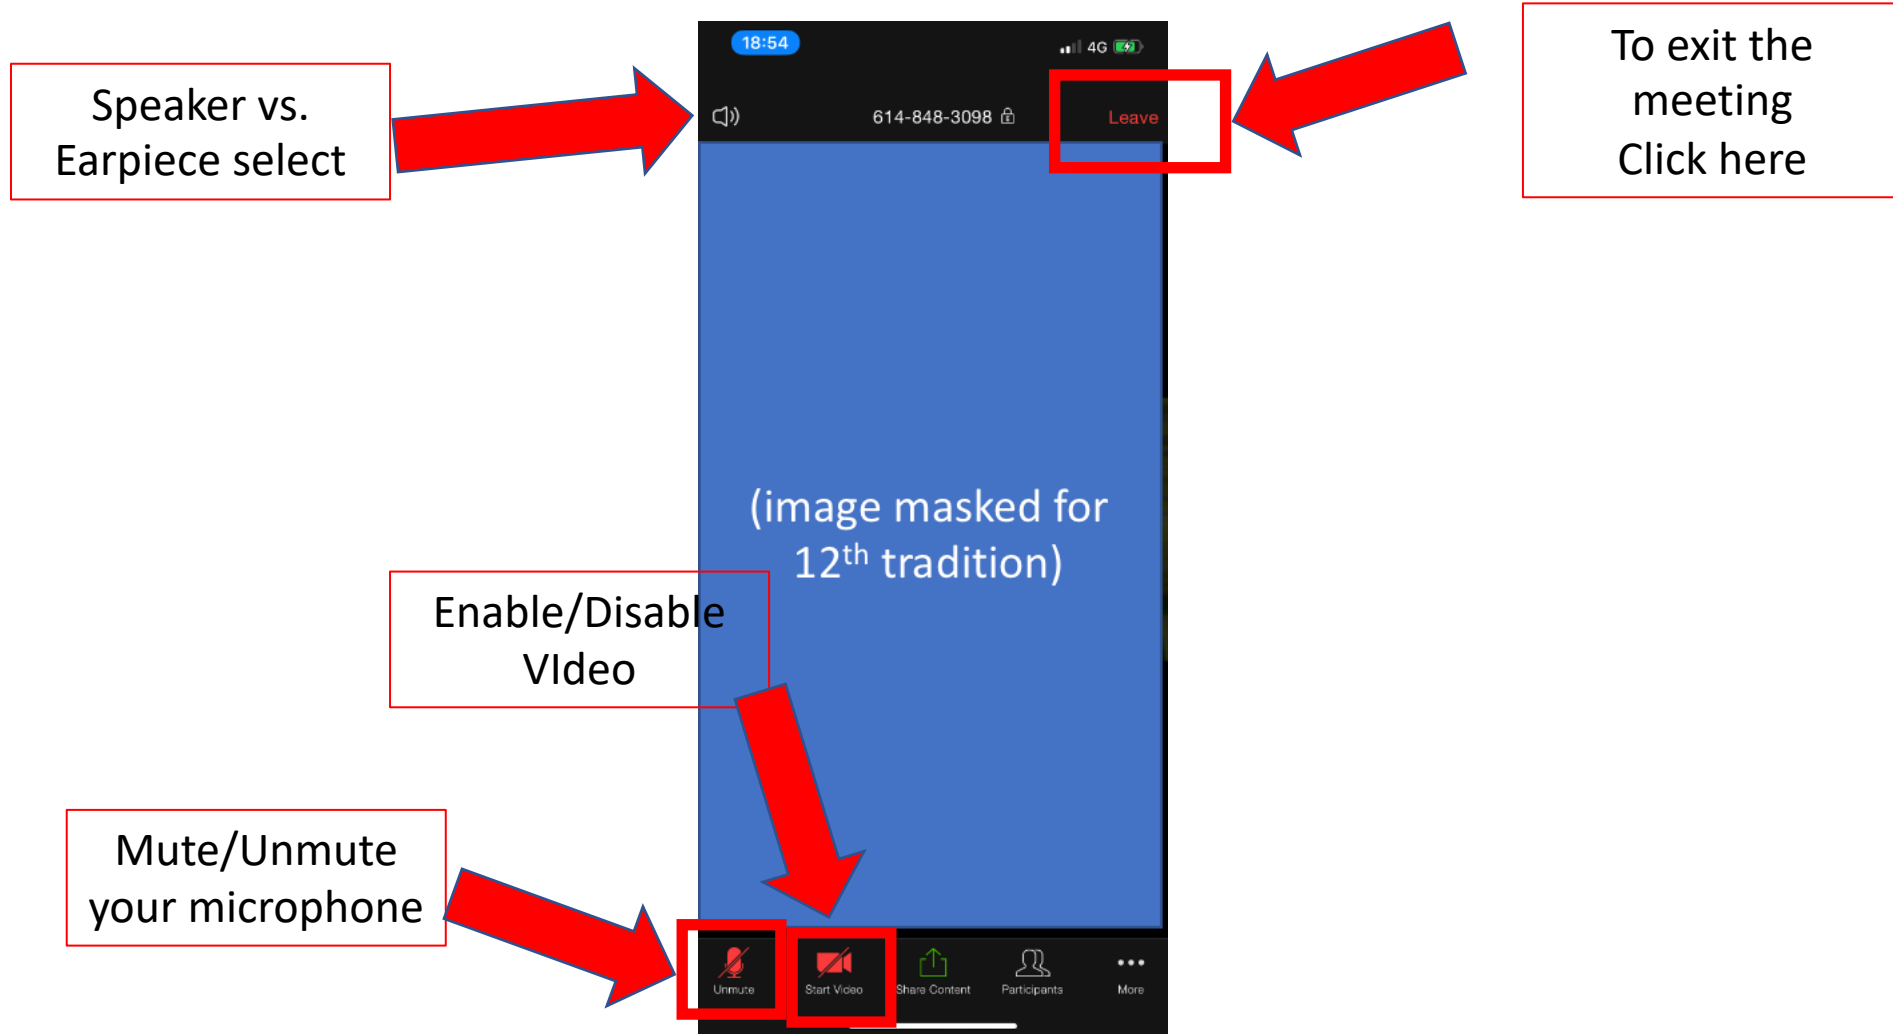 18:54
4G
Speaker vs.
Earpiece select
614-848-3098
Leave
To exit the
meeting
Click here
(image masked for
12th tradition)
Enable/Disable
VIdeo
Mute/Unmute
your microphone
Unmute
Start Video
Share Content
Participants
More